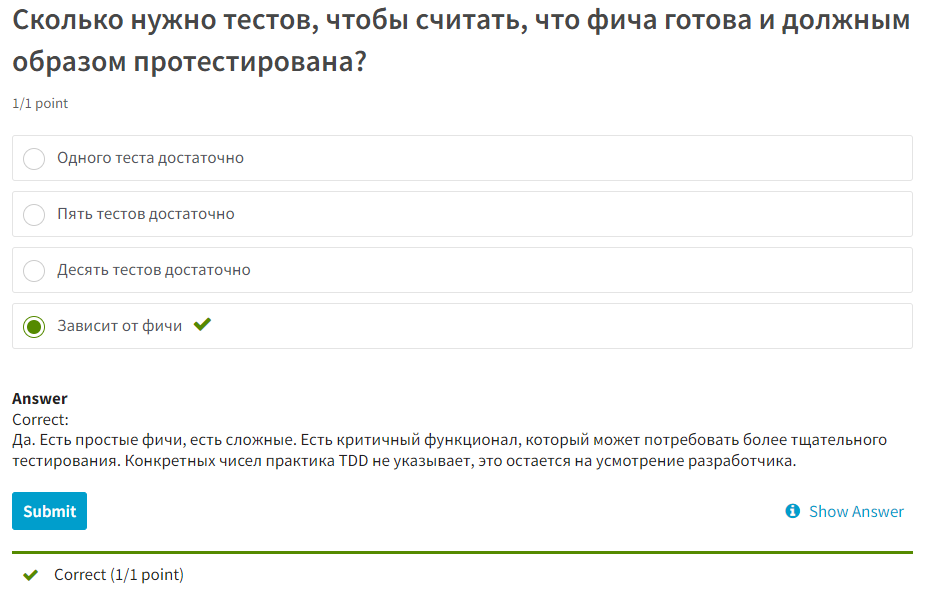 Сколько нужно тестов, чтобы считать, что фича готова и должным
образом протестирована?
1/1 point
Одного теста достаточно
Пять тестов достаточно
Десять тестов достаточно
Зависит от фичи
Answer
Correct:
Да. Есть простые фичи, есть сложные. Есть критичный функционал, который может потребовать более тщательного
тестирования. Конкретных чисел практика TDD не указывает, это остается на усмотрение разработчика.
Submit
Show Answer
Correct (1/1 point)